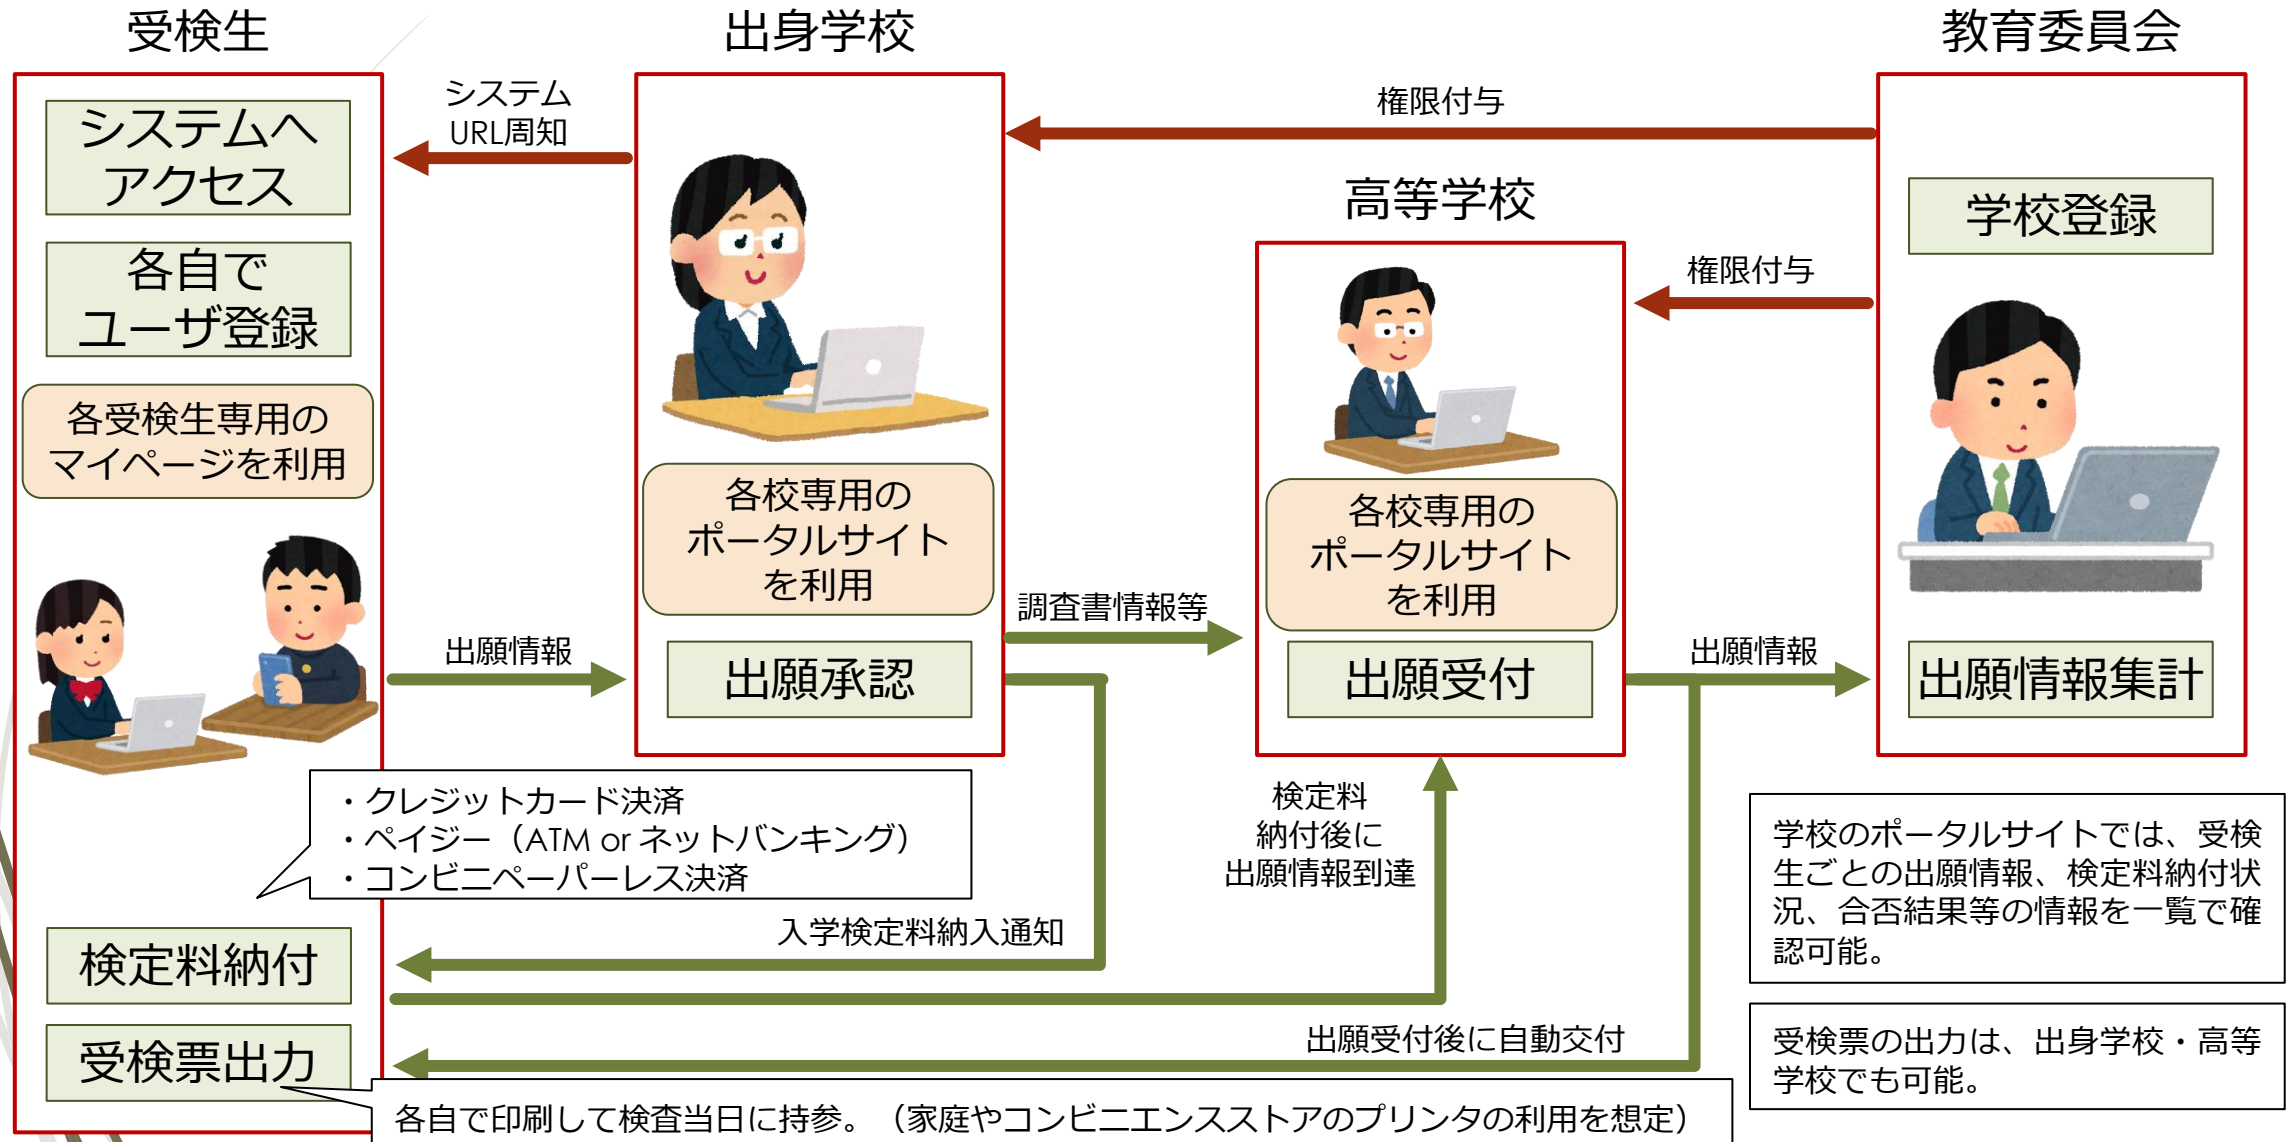 受検生
出身学校
教育委員会
システムへ
アクセス
各自で
ユーザ登録
各受検生専用の
マイページを利用
システム
URL周知
権限付与
高等学校
権限付与
学校登録
各校専用の
ポータルサイト
を利用
各校専用の
ポータルサイト
を利用
出願情報
出願承認
調査書情報等
出願受付
出願情報
出願情報集計
・クレジットカード決済
・ペイジー（ATM or ネットバンキング）
・コンビニペーパーレス決済
検定料
納付後に
出願情報到達
入学検定料納入通知
検定料納付
出願受付後に自動交付
受検票出力
各自で印刷して検査当日に持参。（家庭やコンビニエンスストアのプリンタの利用を想定）
学校のポータルサイトでは、受検
生ごとの出願情報、検定料納付状
況、合否結果等の情報を一覧で確
認可能。
受検票の出力は、出身学校・高等
学校でも可能。